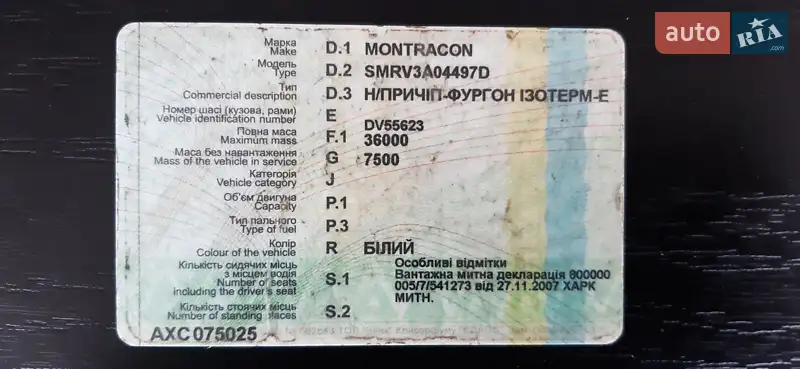 auto RIA .com
Марка
Make D.1 MONTRACON
Модель
Type D.2 SMRV3A04497D
Тип
Commercial description D.3 Н/ПРИЧІП-ФУРГОН ІЗОТЕРМ-Е
Номер шасі (кузова, рами)
Vehicle identification number E DV55623
Повна маса
Maximum mass F.1 36000
Маса без навантаження
Mass of the vehicle in service G 7500
Категорія
Vehicle category J
Об'єм двигуна
Capacity P.1
Тип пального
Type of fuel P.3
Колір
Colour of the vehicle R БІЛИЙ
Кількість сидячих місць
з місцем водія
Number of seats
including the driver's seat S.1
Особливі відмітки
Вантажна митна декларація 800000
005/7/541273 від 27.11.2007 ХАРК
МИТН.
Кількість стоячих місць
Number of standing places S.2
АХС 075025